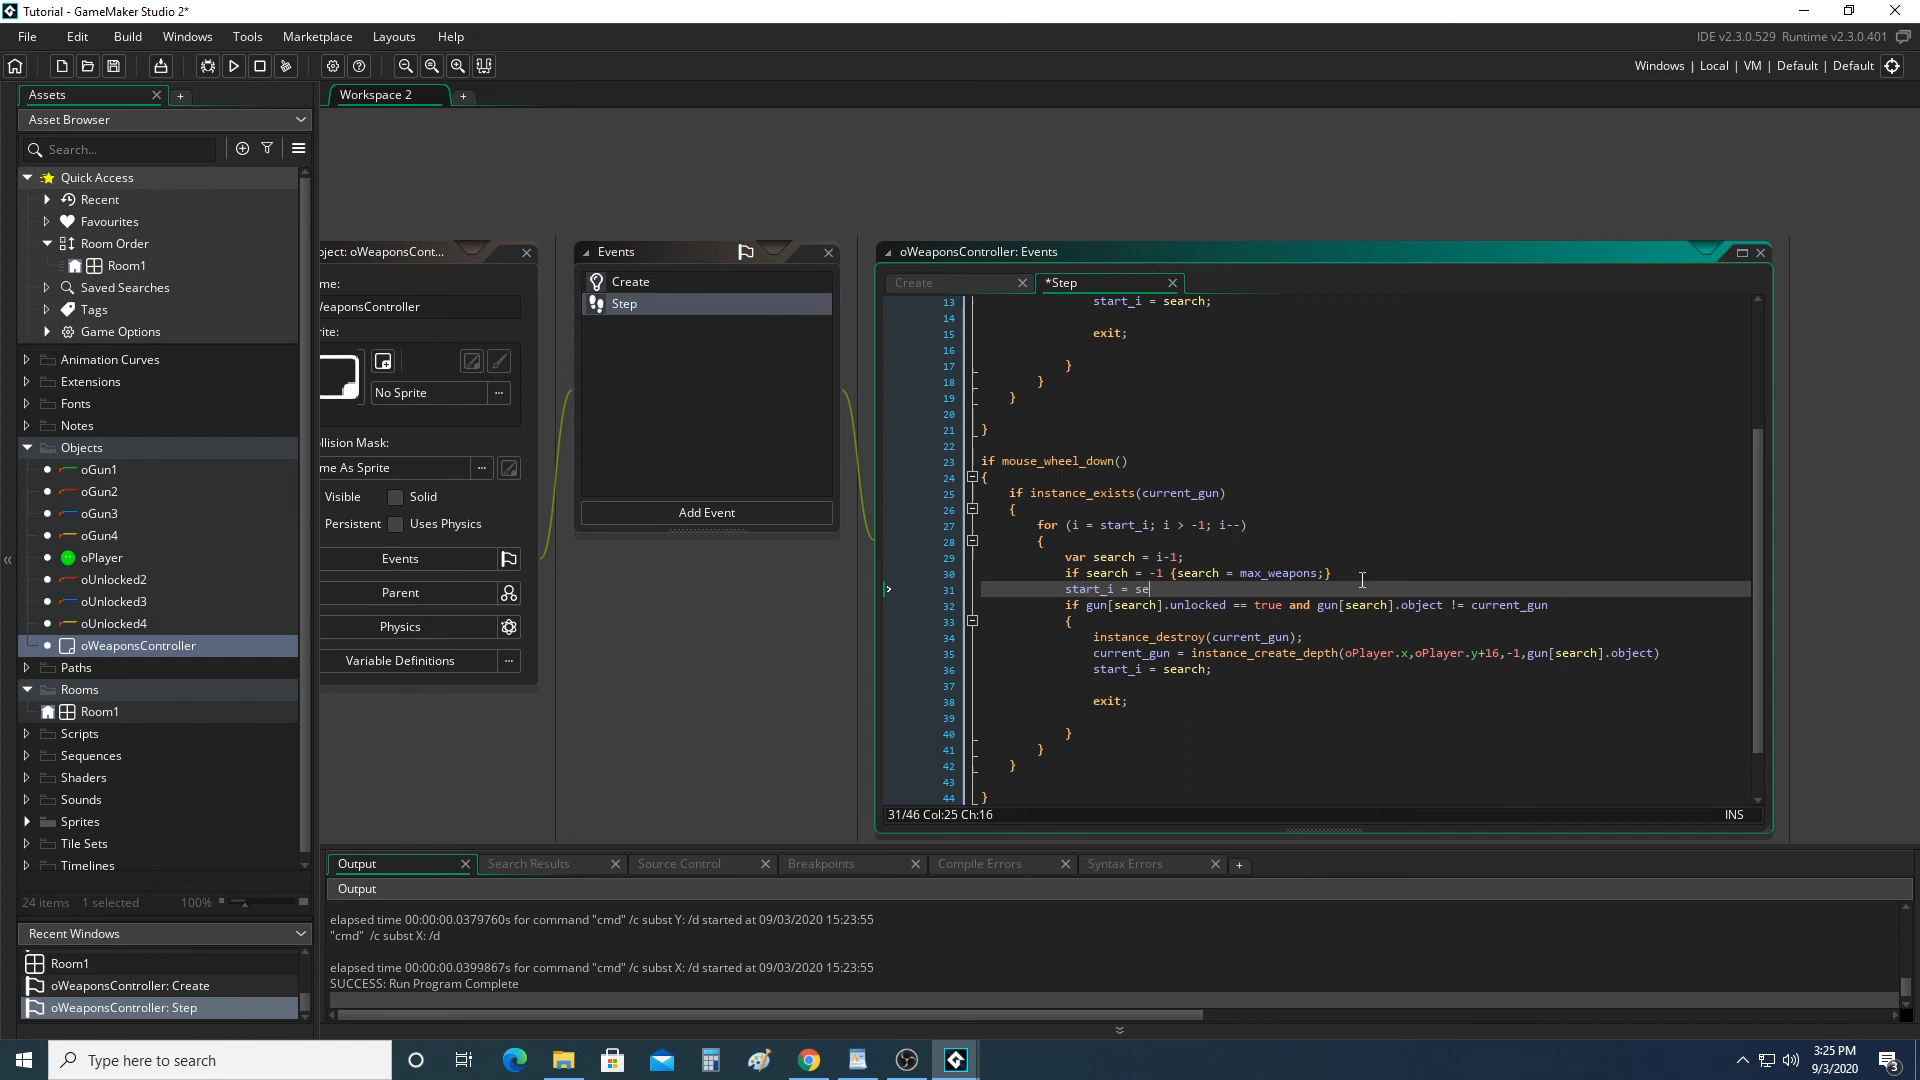 Tutorial - GameMaker Studio 2*
File Edit Build Windows Tools Marketplace Layouts Help
IDE v2.3.0.529 Runtime v2.3.0.401
Windows | Local | VM | Default | Default
Assets
Workspace 2
Asset Browser
Search...
Quick Access
Recent
Favourites
Room Order
Room1
Saved Searches
Tags
Game Options
Animation Curves
Extensions
Fonts
Notes
Objects
oGun1
oGun2
oGun3
oGun4
oPlayer
oUnlocked2
oUnlocked3
oUnlocked4
oWeaponsController
Paths
Rooms
Room1
Scripts
Sequences
Shaders
Sounds
Sprites
Tile Sets
Timelines
24 items 1 selected 100%
Recent Windows
Room1
oWeaponsController: Create
oWeaponsController: Step
bject: oWeaponsCont...
me:
WeaponsController
rite:
No Sprite
llision Mask:
me As Sprite
Visible Solid
Persistent Uses Physics
Events
Parent
Physics
Variable Definitions
Events
Create
Step
Add Event
oWeaponsController: Events
Create
*Step
13 start_i = search;
14
15 exit;
16
17 }
18 }
19 }
20
21 }
22
23 if mouse_wheel_down()
24 {
25 if instance_exists(current_gun)
26 {
27 for (i = start_i; i > -1; i--)
28 {
29 var search = i-1;
30 if search = -1 {search = max_weapons;}
31 start_i = se
32 if gun[search].unlocked == true and gun[search].object != current_gun
33 {
34 instance_destroy(current_gun);
35 current_gun = instance_create_depth(oPlayer.x,oPlayer.y+16,-1,gun[search].object)
36 start_i = search;
37
38 exit;
39
40 }
41 }
42 }
43
44 }
31/46 Col:25 Ch:16
INS
Output Search Results Source Control Breakpoints Compile Errors Syntax Errors
Output
elapsed time 00:00:00.0379760s for command "cmd" /c subst Y: /d started at 09/03/2020 15:23:55
"cmd" /c subst X: /d
elapsed time 00:00:00.0399867s for command "cmd" /c subst X: /d started at 09/03/2020 15:23:55
SUCCESS: Run Program Complete
Type here to search
3:25 PM
9/3/2020
3